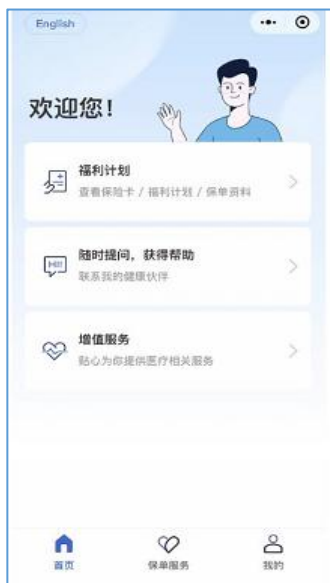 English
欢迎您!
福利计划
查看保险卡 / 福利计划 / 保单资料
HI!
随时提问，获得帮助
联系我的健康伙伴
增值服务
贴心为你提供医疗相关服务
首页
保单服务
我的